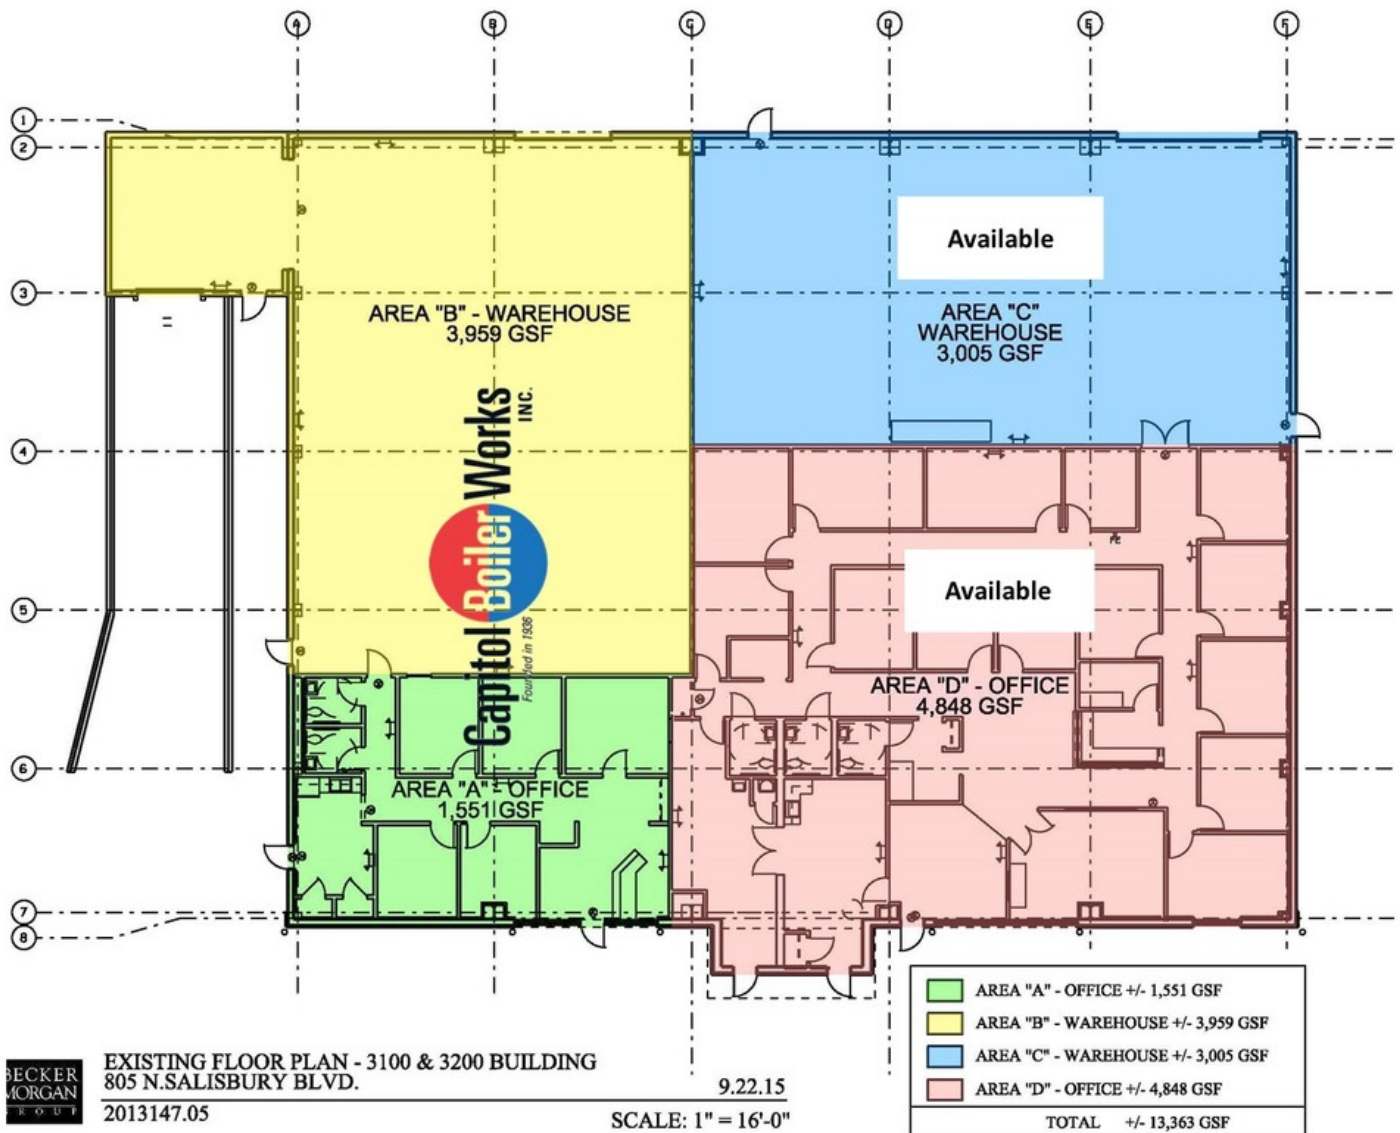 A B C D E F
1
2
3
4
5
6
7
8
Available
AREA "B" - WAREHOUSE
3,959 GSF
AREA "C"
WAREHOUSE
3,005 GSF
Capitol Boiler Works
INC.
Founded in 1936
FE
Available
AREA "D" - OFFICE
4,848 GSF
AREA "A" - OFFICE
1,551 GSF
AREA "A" - OFFICE +/- 1,551 GSF
AREA "B" - WAREHOUSE +/- 3,959 GSF
AREA "C" - WAREHOUSE +/- 3,005 GSF
AREA "D" - OFFICE +/- 4,848 GSF
TOTAL +/- 13,363 GSF
BECKER
MORGAN
GROUP
EXISTING FLOOR PLAN - 3100 & 3200 BUILDING
805 N.SALISBURY BLVD.
9.22.15
2013147.05
SCALE: 1" = 16'-0"